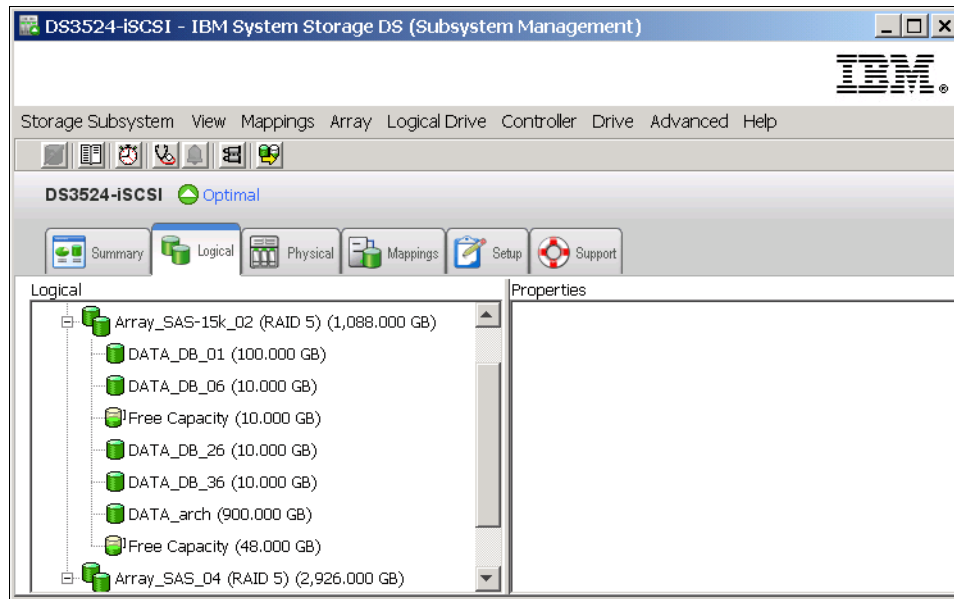 DS3524-iSCSI - IBM System Storage DS (Subsystem Management)
IBM®
Storage Subsystem View Mappings Array Logical Drive Controller Drive Advanced Help
DS3524-iSCSI Optimal
Summary Logical Physical Mappings Setup Support
Logical Properties
Array_SAS-15k_02 (RAID 5) (1,088.000 GB)
DATA_DB_01 (100.000 GB)
DATA_DB_06 (10.000 GB)
Free Capacity (10.000 GB)
DATA_DB_26 (10.000 GB)
DATA_DB_36 (10.000 GB)
DATA_arch (900.000 GB)
Free Capacity (48.000 GB)
Array_SAS_04 (RAID 5) (2,926.000 GB)